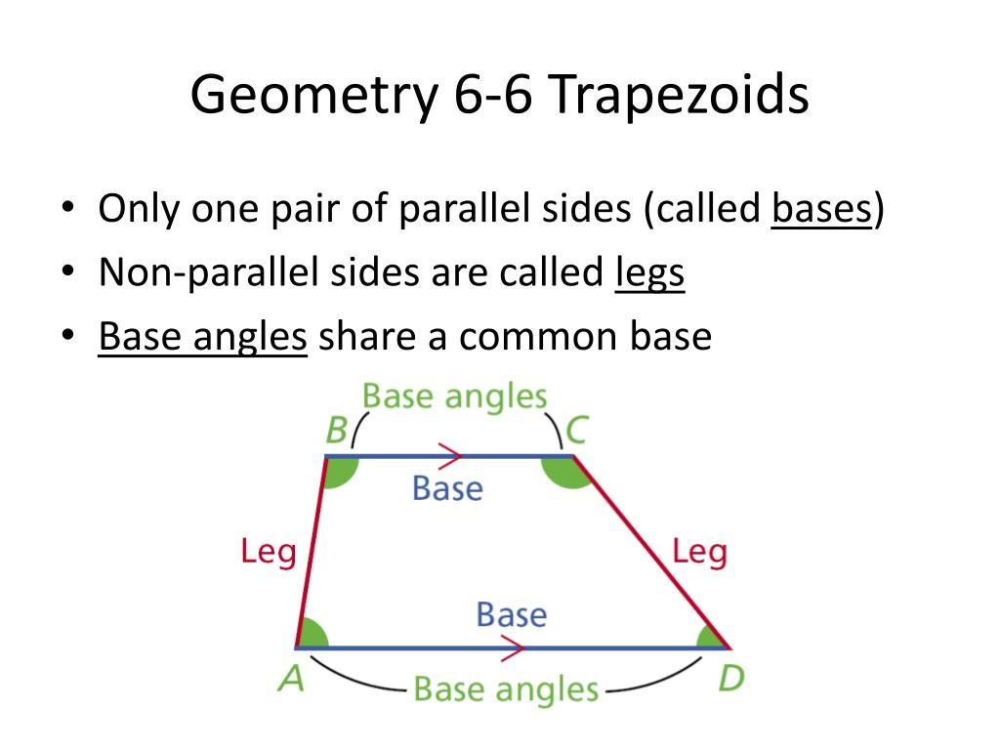 Geometry 6-6 Trapezoids
• Only one pair of parallel sides (called bases)
• Non-parallel sides are called legs
• Base angles share a common base
Base angles
B C
Base
Leg Leg
Base
A D
Base angles